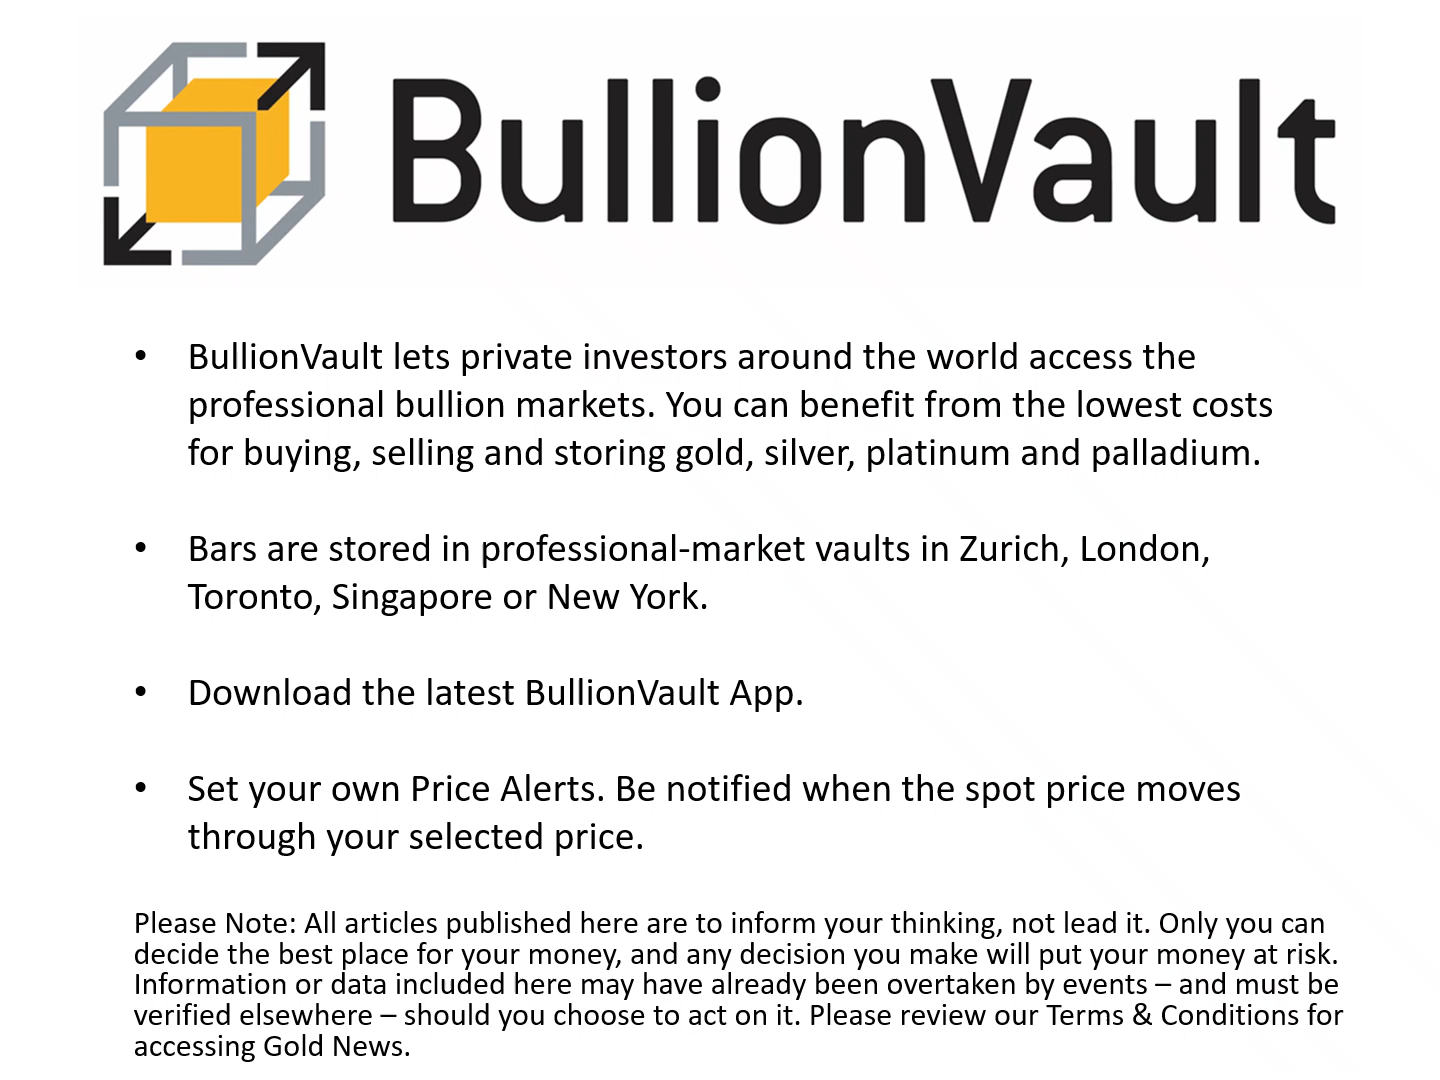 BullionVault
• BullionVault lets private investors around the world access the
professional bullion markets. You can benefit from the lowest costs
for buying, selling and storing gold, silver, platinum and palladium.
• Bars are stored in professional-market vaults in Zurich, London,
Toronto, Singapore or New York.
• Download the latest BullionVault App.
• Set your own Price Alerts. Be notified when the spot price moves
through your selected price.
Please Note: All articles published here are to inform your thinking, not lead it. Only you can
decide the best place for your money, and any decision you make will put your money at risk.
Information or data included here may have already been overtaken by events – and must be
verified elsewhere – should you choose to act on it. Please review our Terms & Conditions for
accessing Gold News.